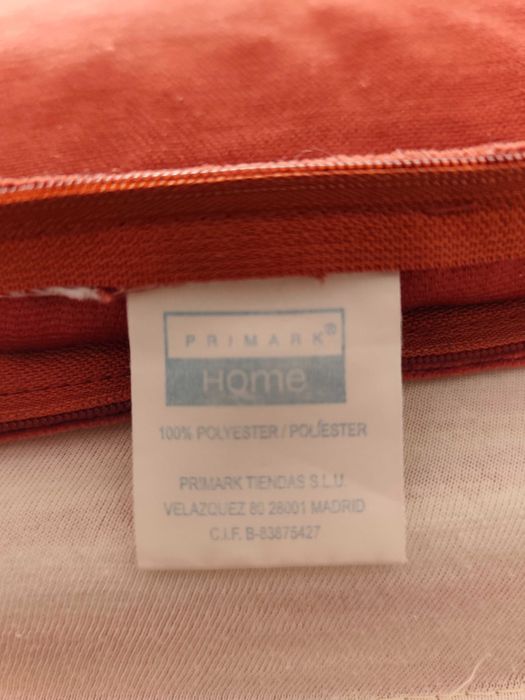 PRIMARK®
Home
100% POLYESTER / POLIESTER
PRIMARK TIENDAS S.L.U.
VELAZQUEZ 80 28001 MADRID
C.I.F. B-83875427